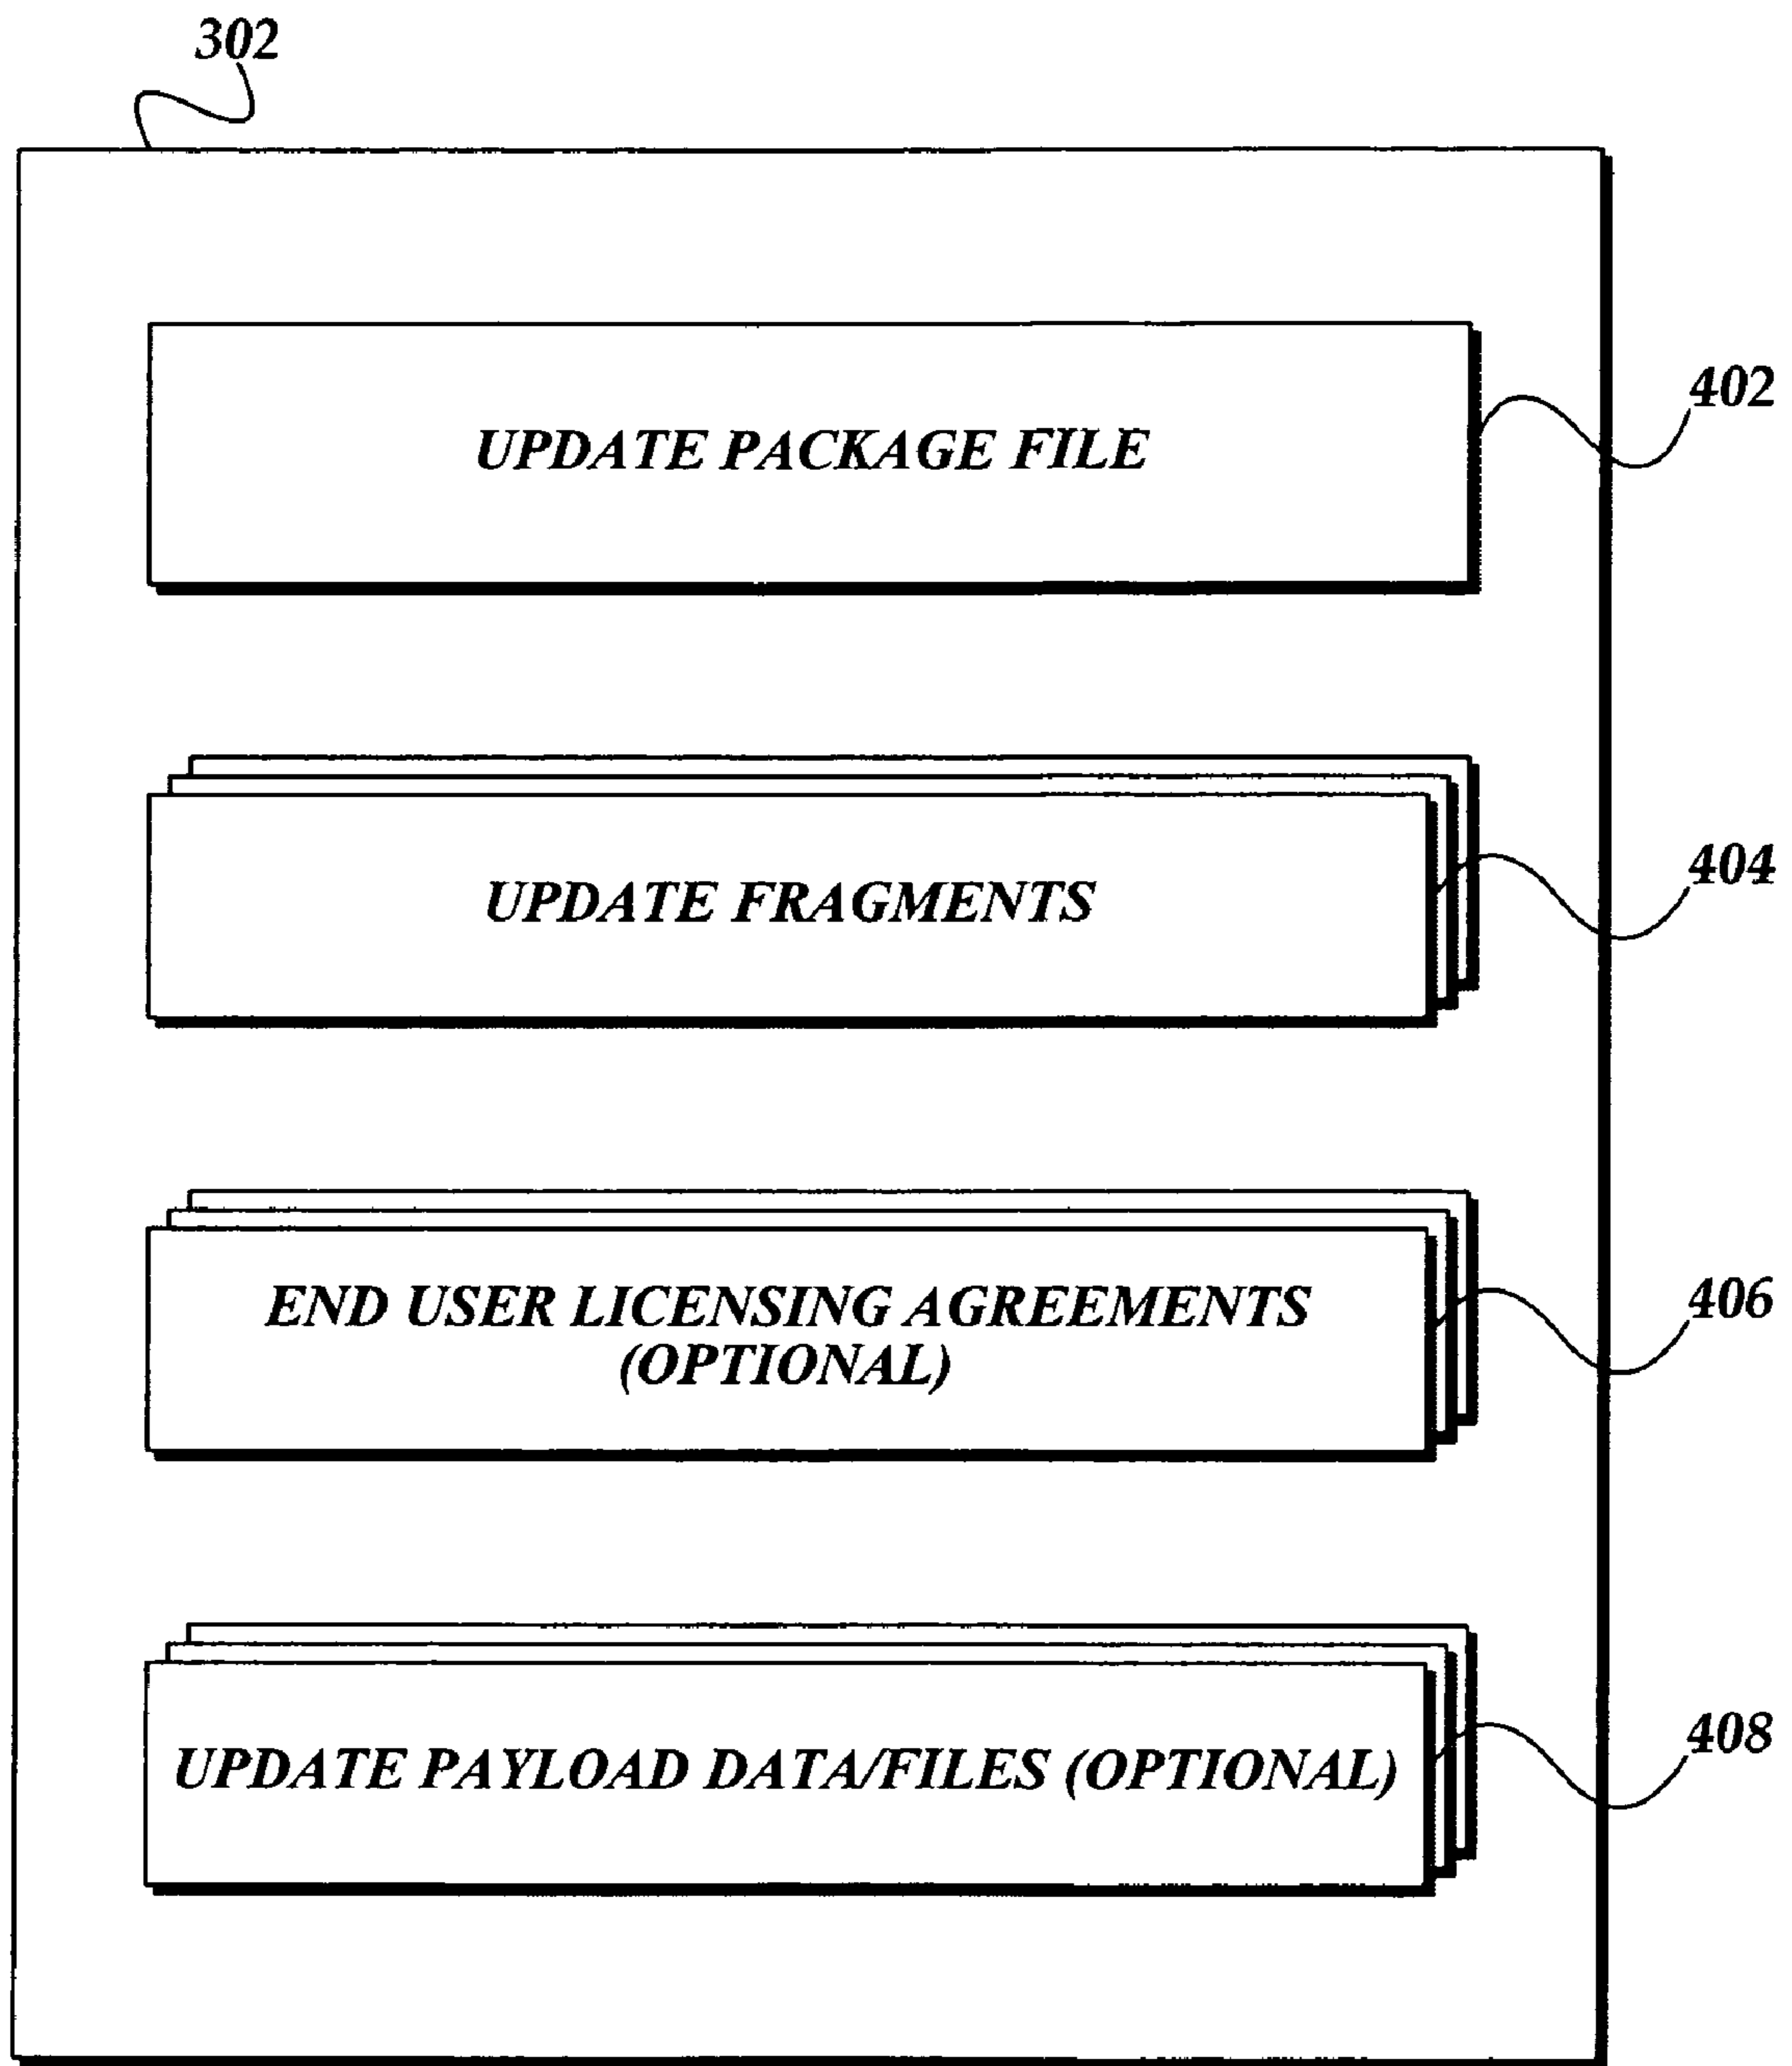 302
UPDATE PACKAGE FILE
402
UPDATE FRAGMENTS
404
END USER LICENSING AGREEMENTS
(OPTIONAL)
406
UPDATE PAYLOAD DATA/FILES (OPTIONAL)
408